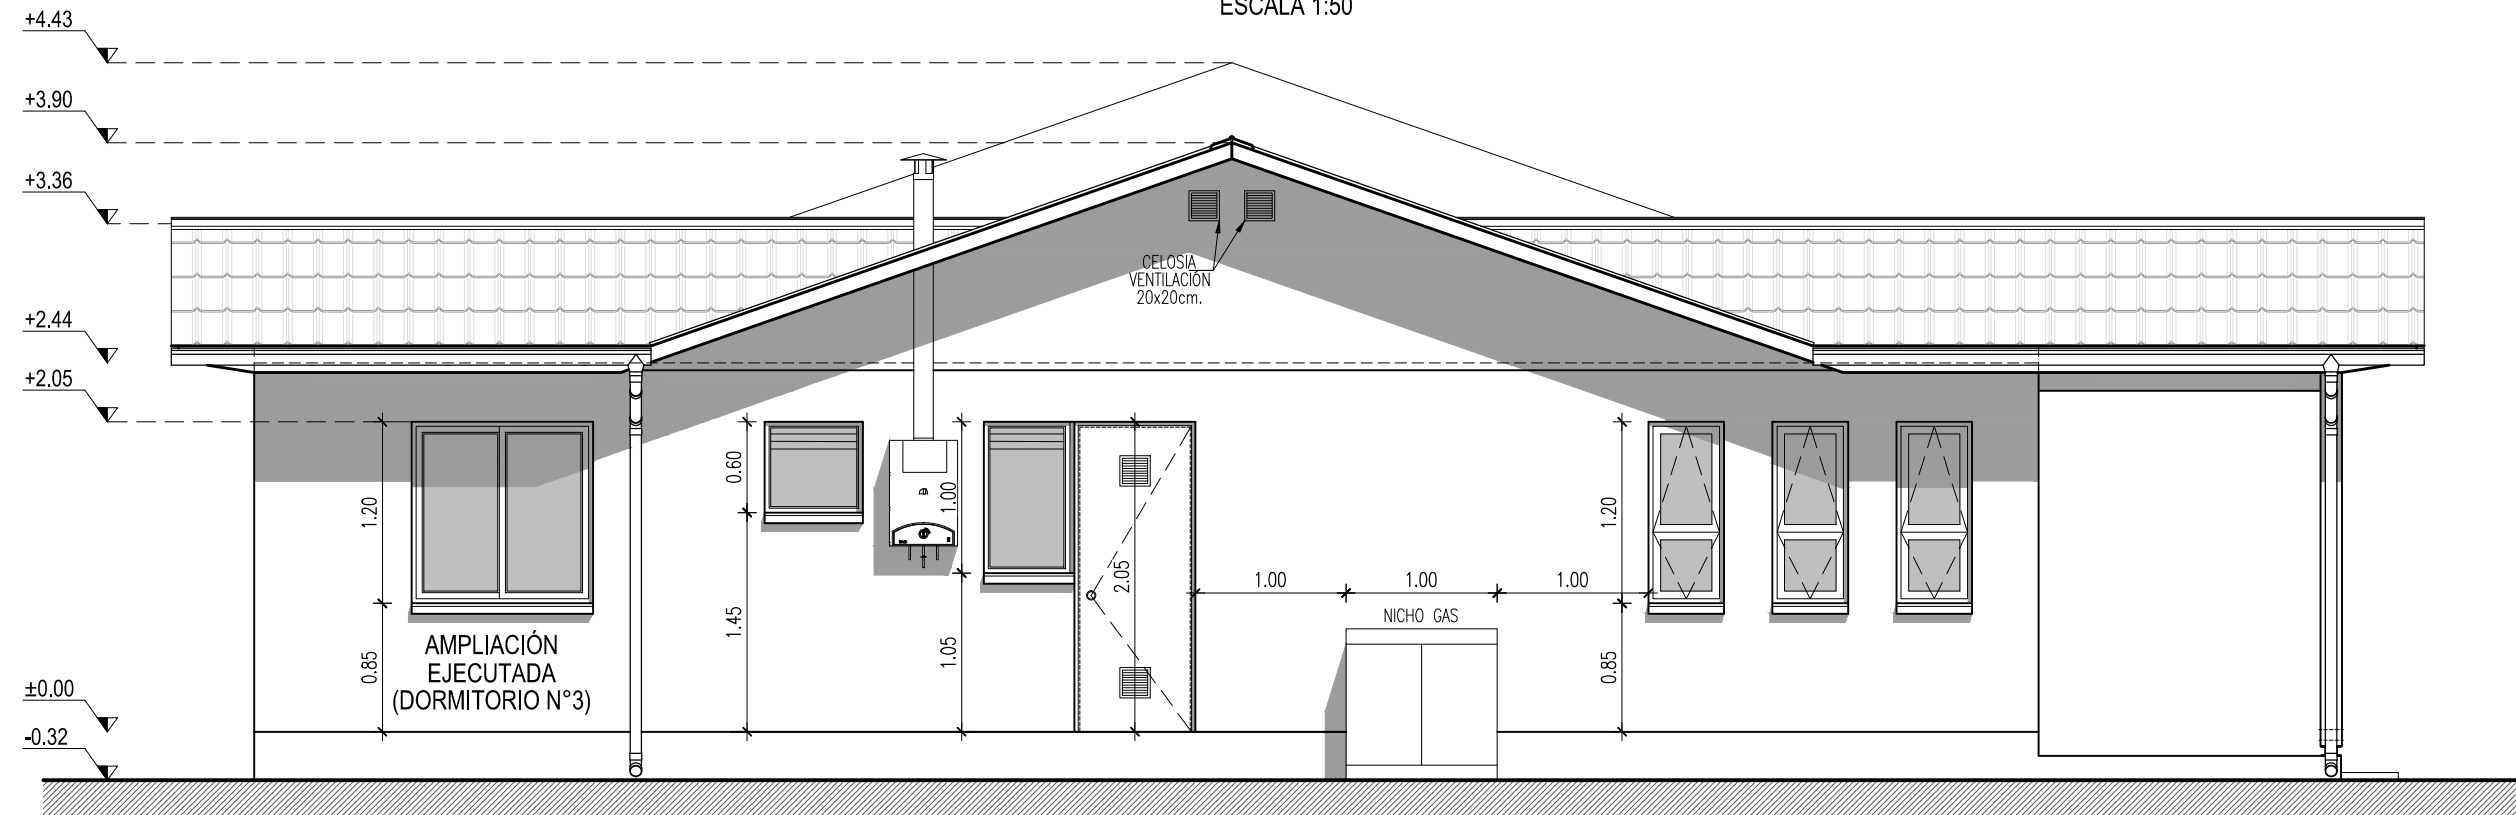 ESCALA 1:50
+4.43
+3.90
+3.36
+2.44
+2.05
±0.00
-0.32
CELOSIA
VENTILACIÓN
20x20cm.
1.20
0.85
AMPLIACIÓN
EJECUTADA
(DORMITORIO N°3)
0.60
1.45
1.00
1.05
2.05
1.00
1.00
1.00
NICHO GAS
1.20
0.85